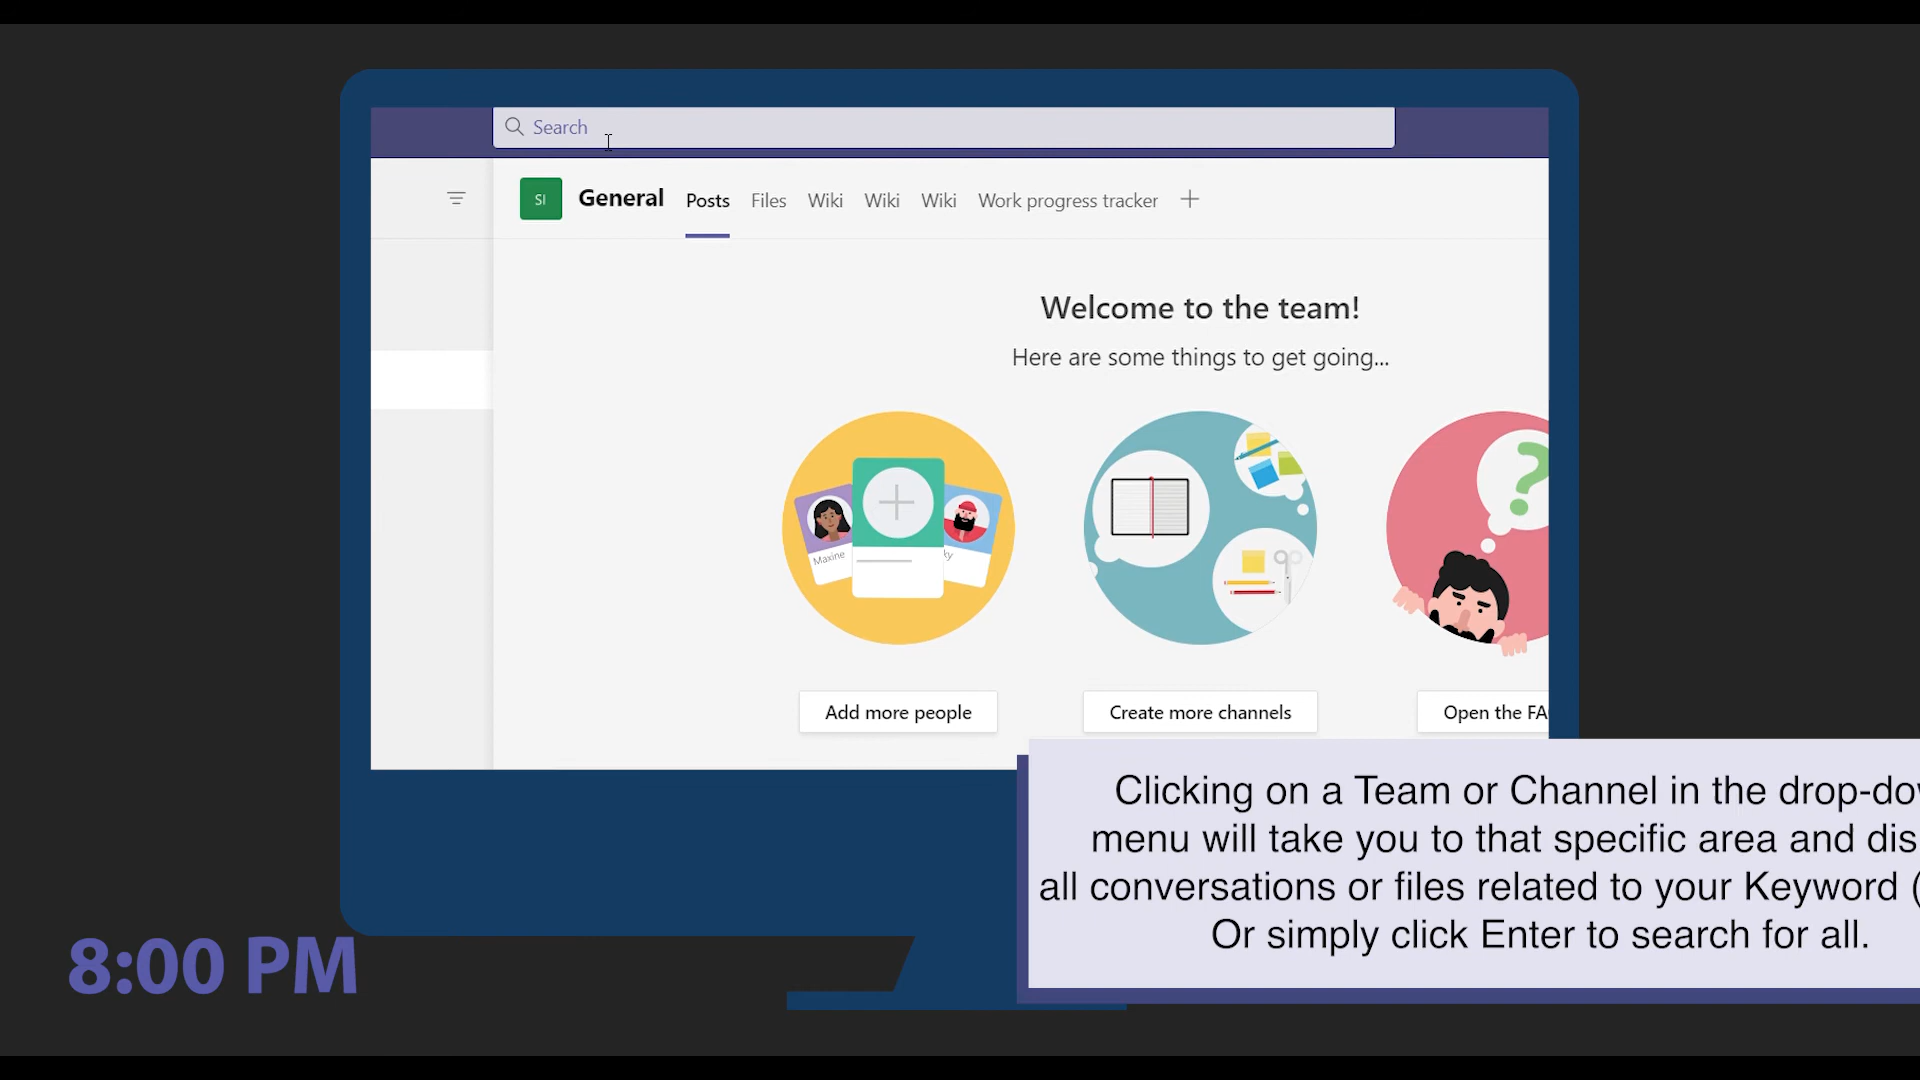 Search
SI General Posts Files Wiki Wiki Wiki Work progress tracker
Welcome to the team!
Here are some things to get going...
Maxine
Add more people Create more channels Open the FA
Clicking on a Team or Channel in the drop-do
menu will take you to that specific area and dis
all conversations or files related to your Keyword (
Or simply click Enter to search for all.
8:00 PM